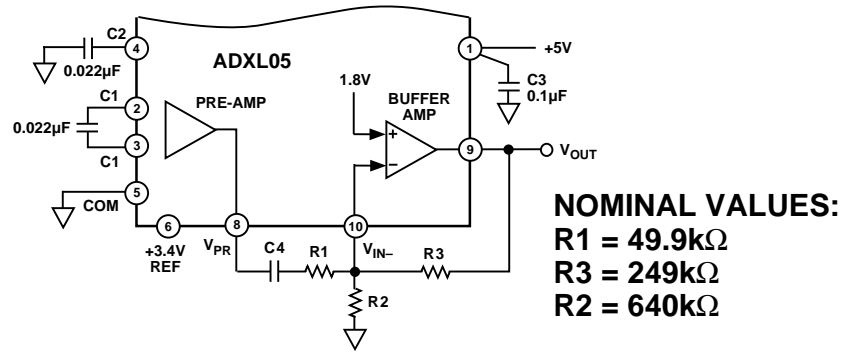 C2
4
0.022µF
ADXL05
1
+5V
C3
0.1µF
1.8V
BUFFER
AMP
C1
2
PRE-AMP
0.022µF
3
C1
+
–
9
VOUT
5
COM
6
+3.4V
REF
8
VPR
10
VIN–
C4
R1
R3
R2
NOMINAL VALUES:
R1 = 49.9kΩ
R3 = 249kΩ
R2 = 640kΩ